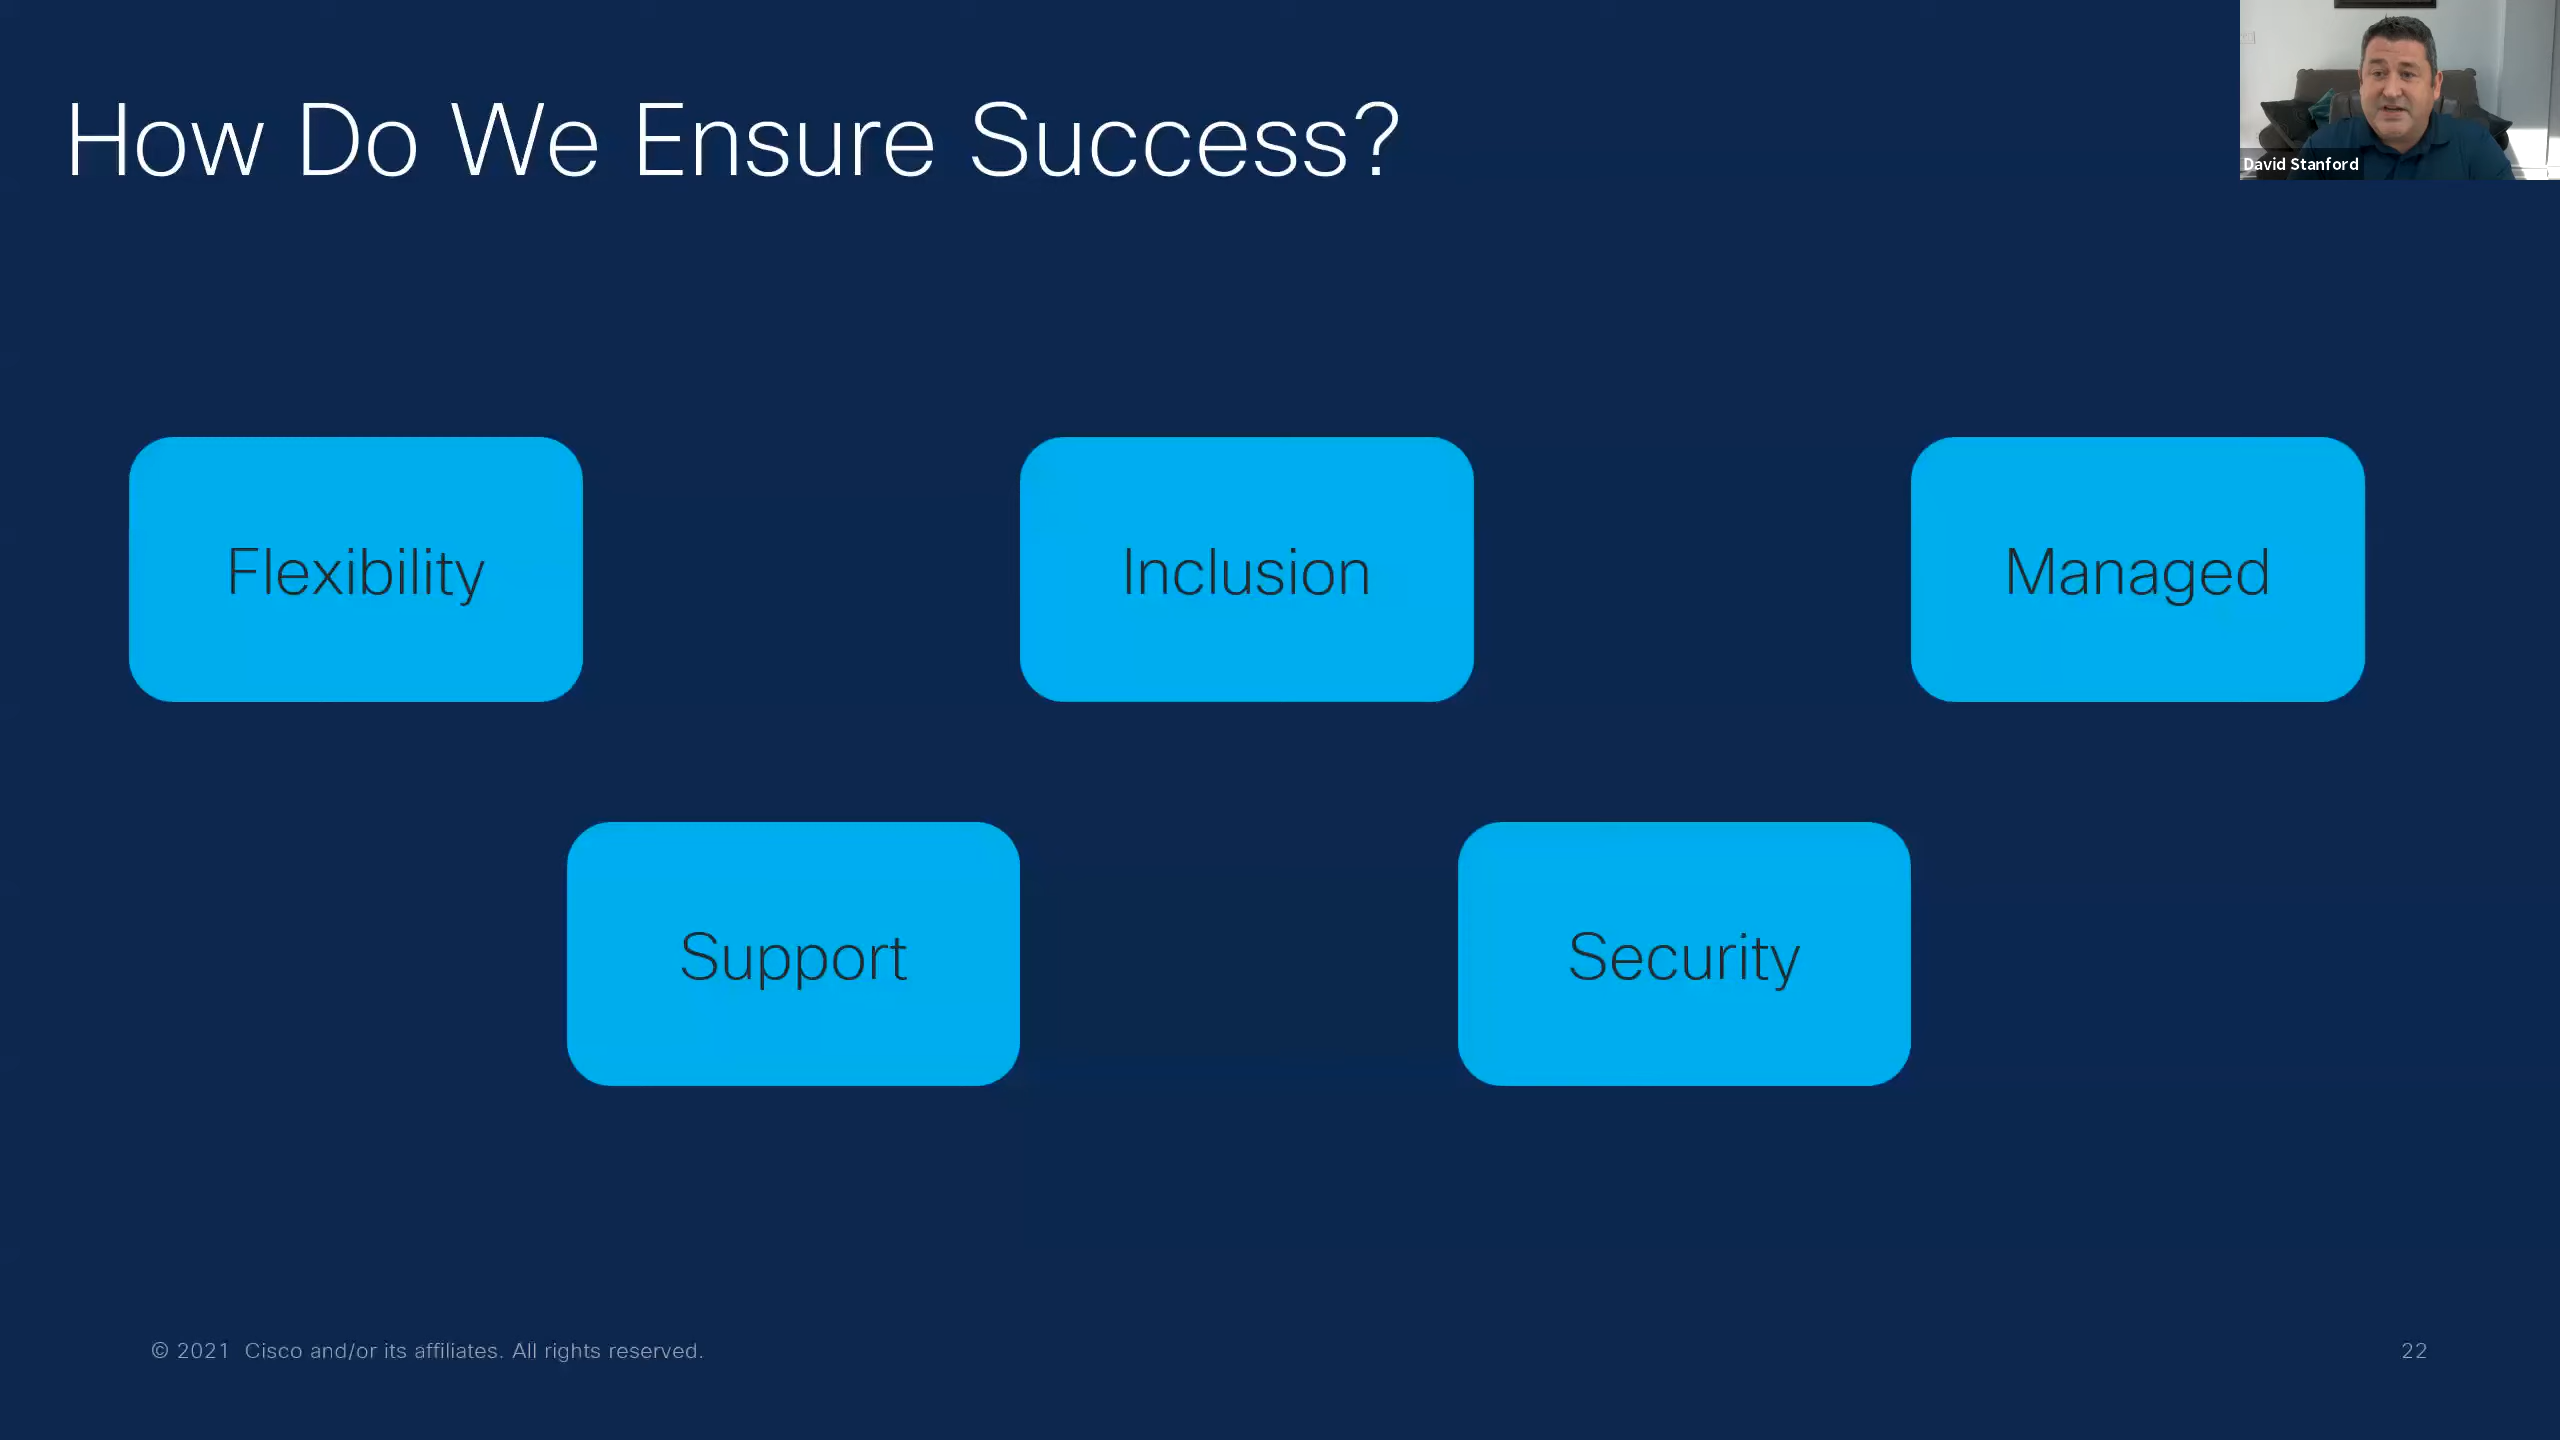 How Do We Ensure Success?
David Stanford
Flexibility
Inclusion
Managed
Support
Security
© 2021 Cisco and/or its affiliates. All rights reserved.
22